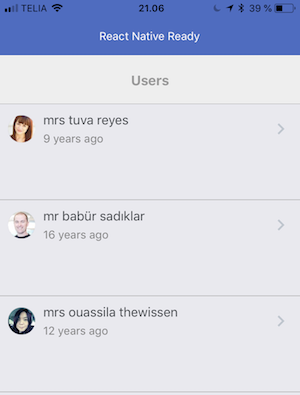 TELIA 21.06 39 %
React Native Ready
Users
mrs tuva reyes
9 years ago
mr babür sadıklar
16 years ago
mrs ouassila thewissen
12 years ago